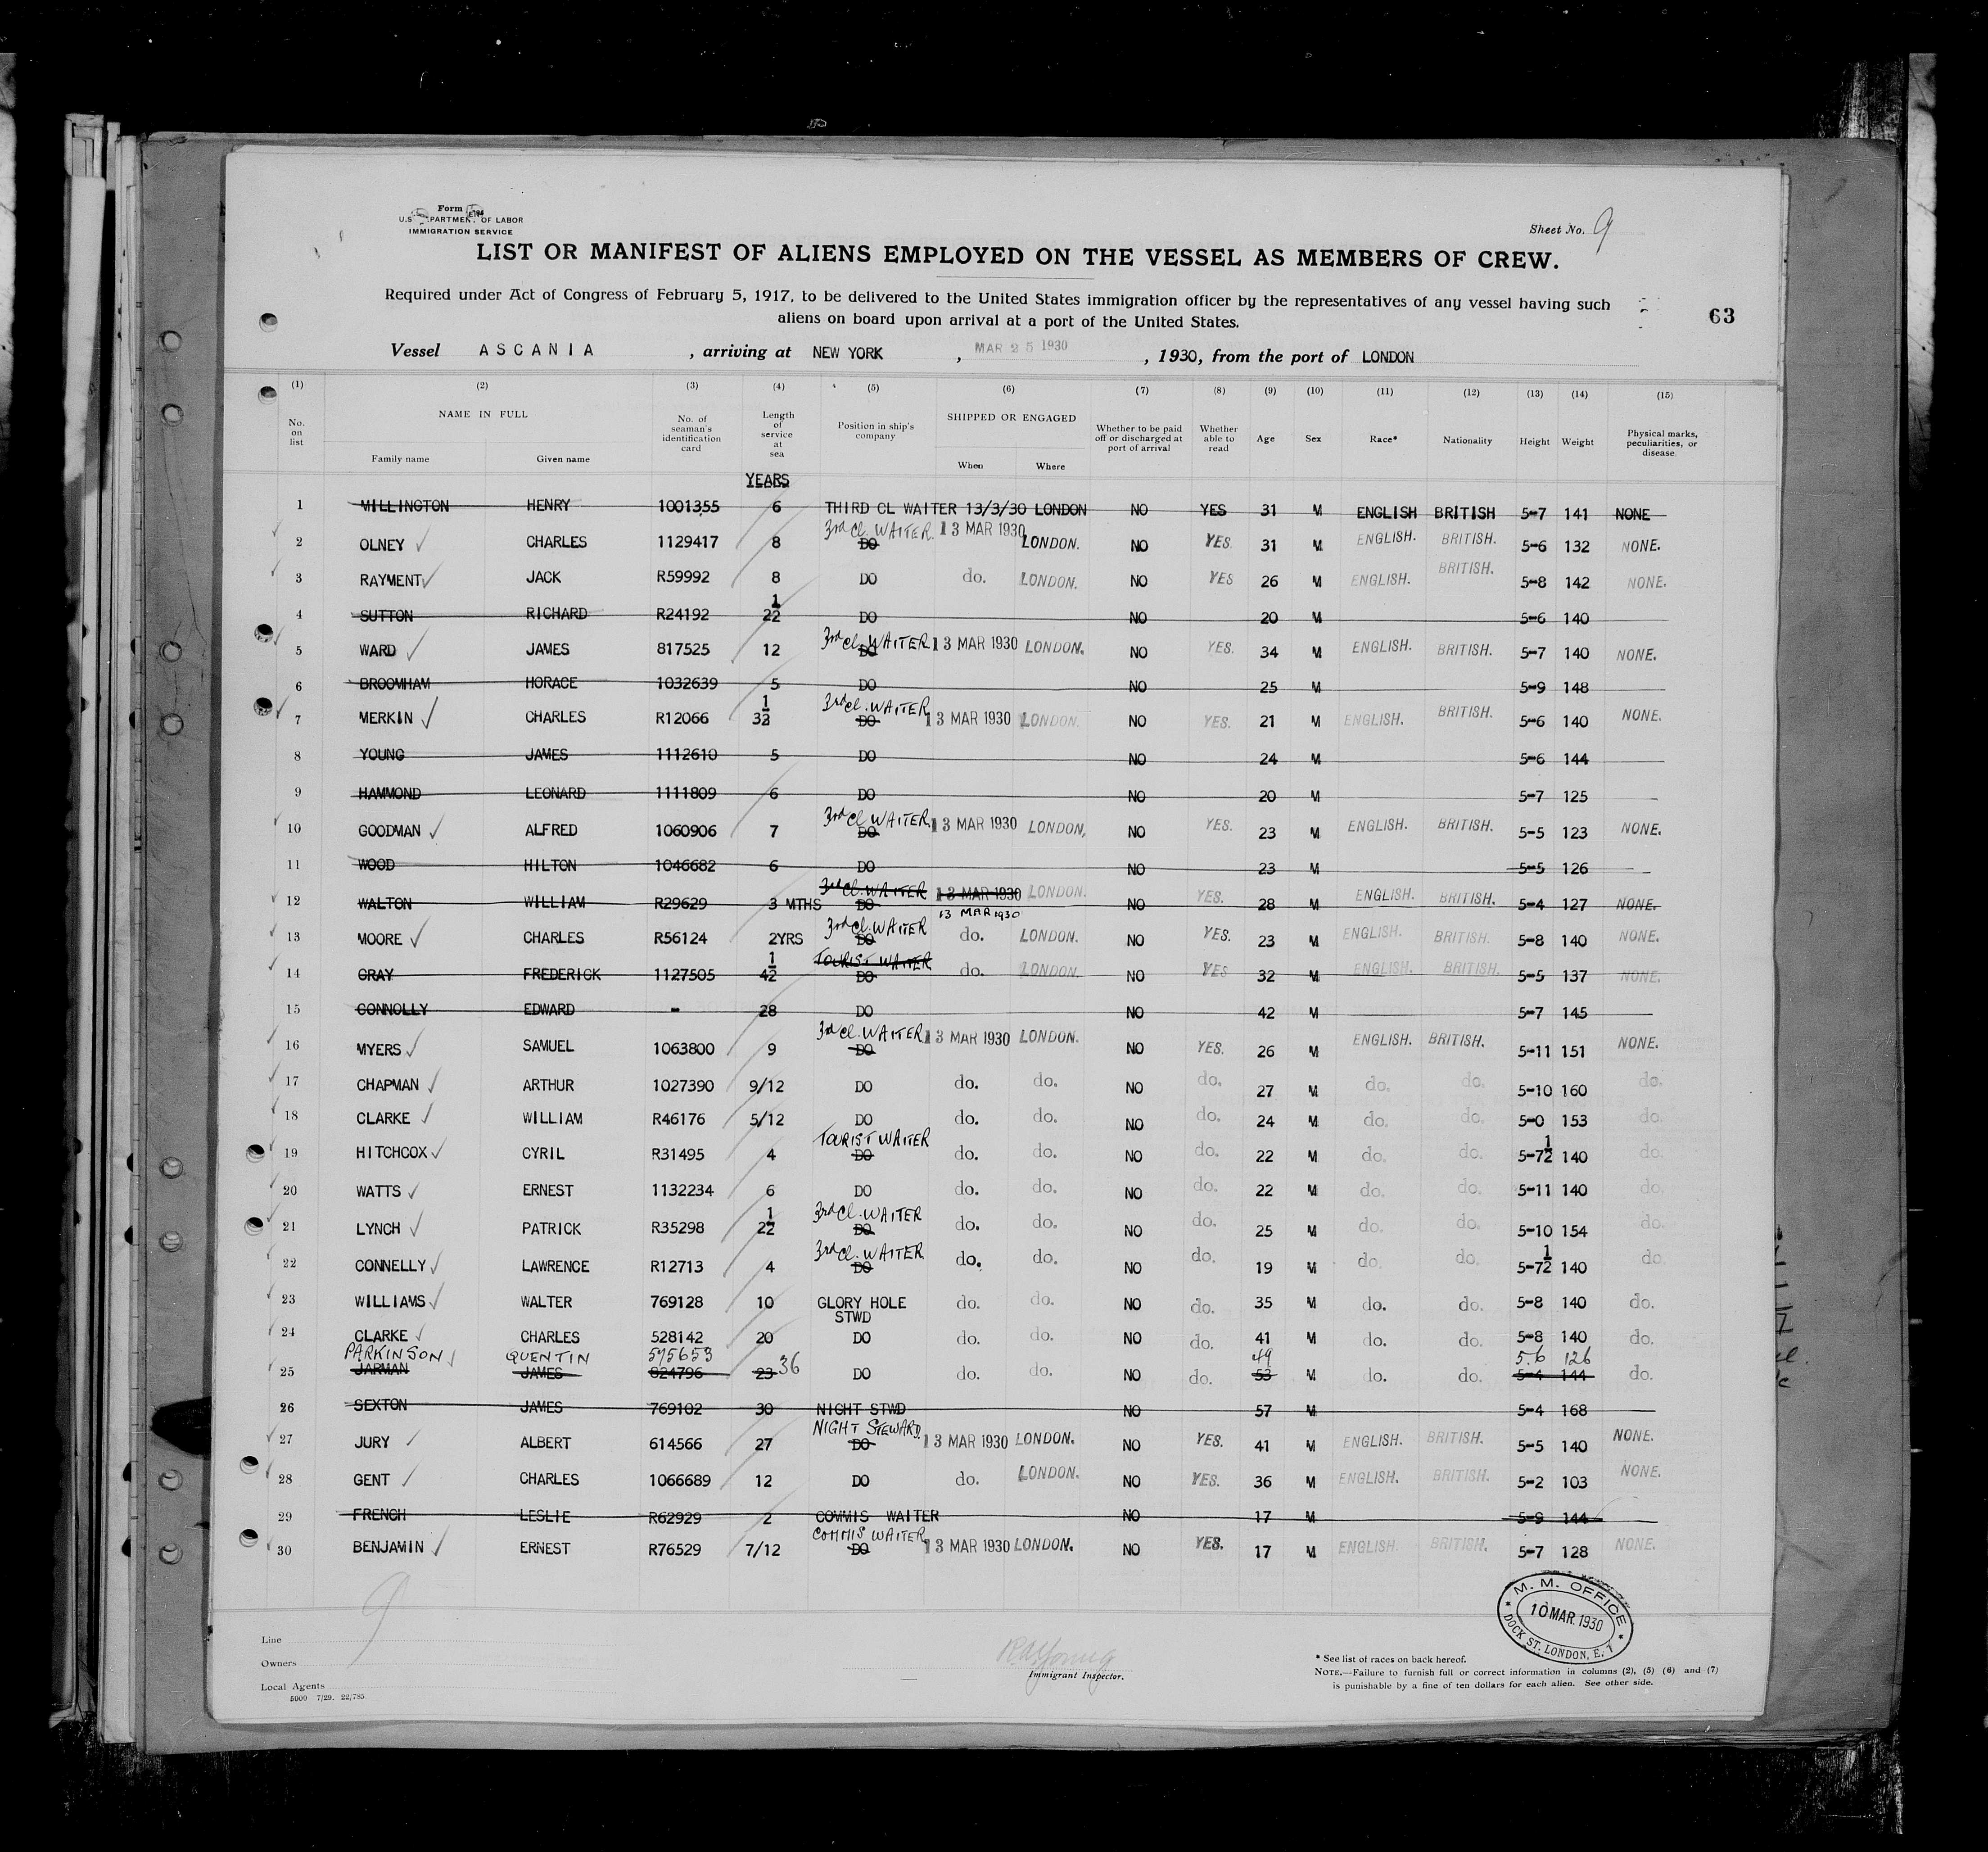 Form
U.S. DEPARTMENT OF LABOR
IMMIGRATION SERVICE
Sheet No. 9
LIST OR MANIFEST OF ALIENS EMPLOYED ON THE VESSEL AS MEMBERS OF CREW.
Required under Act of Congress of February 5, 1917, to be delivered to the United States immigration officer by the representatives of any vessel having such
aliens on board upon arrival at a port of the United States.
63
Vessel ASCANIA , arriving at NEW YORK , MAR 25 1930 , 1930, from the port of LONDON
(1) (2) (3) (4) (5) (6) (7) (8) (9) (10) (11) (12) (13) (14) (15)
No. on list NAME IN FULL Family name Given name No. of seaman's identification card Length of service at sea Position in ship's company SHIPPED OR ENGAGED When Where Whether to be paid off or discharged at port of arrival Whether able to read Age Sex Race* Nationality Height Weight Physical marks, peculiarities, or disease.
YEARS
1 MILLINGTON HENRY 1001355 6 THIRD CL WAITER 13/3/30 LONDON NO YES 31 M ENGLISH BRITISH 5-7 141 NONE
3rd Cl. WAITER.
2 OLNEY CHARLES 1129417 8 DO 13 MAR 1930 LONDON. NO YES. 31 M ENGLISH. BRITISH. 5-6 132 NONE.
3 RAYMENT JACK R59992 8 DO do. LONDON. NO YES 26 M ENGLISH. BRITISH. 5-8 142 NONE.
4 SUTTON RICHARD R24192 2½ DO NO 20 M 5-6 140
3rd Cl. WAITER
5 WARD JAMES 817525 12 DO 13 MAR 1930 LONDON. NO YES. 34 M ENGLISH. BRITISH. 5-7 140 NONE.
6 BROOMHAM HORACE 1032639 5 DO NO 25 M 5-9 148
3rd Cl. WAITER
7 MERKIN CHARLES R12066 3½ DO 13 MAR 1930 LONDON. NO YES. 21 M ENGLISH. BRITISH. 5-6 140 NONE.
8 YOUNG JAMES 1112610 5 DO NO 24 M 5-6 144
9 HAMMOND LEONARD 1111809 6 DO NO 20 M 5-7 125
3rd Cl WAITER.
10 GOODMAN ALFRED 1060906 7 DO 13 MAR 1930 LONDON, NO YES. 23 M ENGLISH. BRITISH. 5-5 123 NONE.
11 WOOD HILTON 1046682 6 DO NO 23 M 5-5 126
3rd Cl. WAITER
12 WALTON WILLIAM R29629 3 MTHS DO 13 MAR 1930 LONDON. NO YES. 28 M ENGLISH. BRITISH. 5-4 127 NONE.
3rd Cl. WAITER 13 MAR 1930
13 MOORE CHARLES R56124 2YRS DO do. LONDON. NO YES. 23 M ENGLISH. BRITISH. 5-8 140 NONE.
TOURIST WAITER
14 GRAY FREDERICK 1127505 4½ DO do. LONDON. NO YES 32 M ENGLISH. BRITISH. 5-5 137 NONE.
15 CONNOLLY EDWARD - 28 DO NO 42 M 5-7 145
3rd Cl. WAITER
16 MYERS SAMUEL 1063800 9 DO 13 MAR 1930 LONDON. NO YES. 26 M ENGLISH. BRITISH. 5-11 151 NONE.
17 CHAPMAN ARTHUR 1027390 9/12 DO do. do. NO do. 27 M do. do. 5-10 160 do.
18 CLARKE WILLIAM R46176 5/12 DO do. do. NO do. 24 M do. do. 5-0 153 do.
TOURIST WAITER
19 HITCHCOX CYRIL R31495 4 DO do. do. NO do. 22 M do. do. 5-7½ 140 do.
20 WATTS ERNEST 1132234 6 DO do. do. NO do. 22 M do. do. 5-11 140 do.
3rd Cl. WAITER
21 LYNCH PATRICK R35298 2½ DO do. do. NO do. 25 M do. do. 5-10 154 do.
3rd Cl. WAITER
22 CONNELLY LAWRENCE R12713 4 DO do. do. NO do. 19 M do. do. 5-7½ 140 do.
23 WILLIAMS WALTER 769128 10 GLORY HOLE STWD do. do. NO do. 35 M do. do. 5-8 140 do.
24 CLARKE CHARLES 528142 20 DO do. do. NO do. 41 M do. do. 5-8 140 do.
PARKINSON QUENTIN 575653 36 49 5.6 126
25 JARMAN JAMES 824796 23 DO do. do. NO do. 53 M do. do. 5-4 144 do.
26 SEXTON JAMES 769102 30 NIGHT STWD NO 57 M 5-4 168
NIGHT STEWARD.
27 JURY ALBERT 614566 27 DO 13 MAR 1930 LONDON. NO YES. 41 M ENGLISH. BRITISH. 5-5 140 NONE.
28 GENT CHARLES 1066689 12 DO do. LONDON. NO YES. 36 M ENGLISH. BRITISH. 5-2 103 NONE.
29 FRENCH LESLIE R62929 2 COMMIS WAITER NO 17 M 5-9 144
COMMIS WAITER
30 BENJAMIN ERNEST R76529 7/12 DO 13 MAR 1930 LONDON. NO YES. 17 M ENGLISH. BRITISH. 5-7 128 NONE.
9
M. M. OFFICE
10 MAR. 1930
DOCK ST. LONDON, E. 1
Line
Owners
Local Agents
5000 7/29. 22/785
Immigrant Inspector.
* See list of races on back hereof.
NOTE.—Failure to furnish full or correct information in columns (2), (5) (6) and (7)
is punishable by a fine of ten dollars for each alien. See other side.